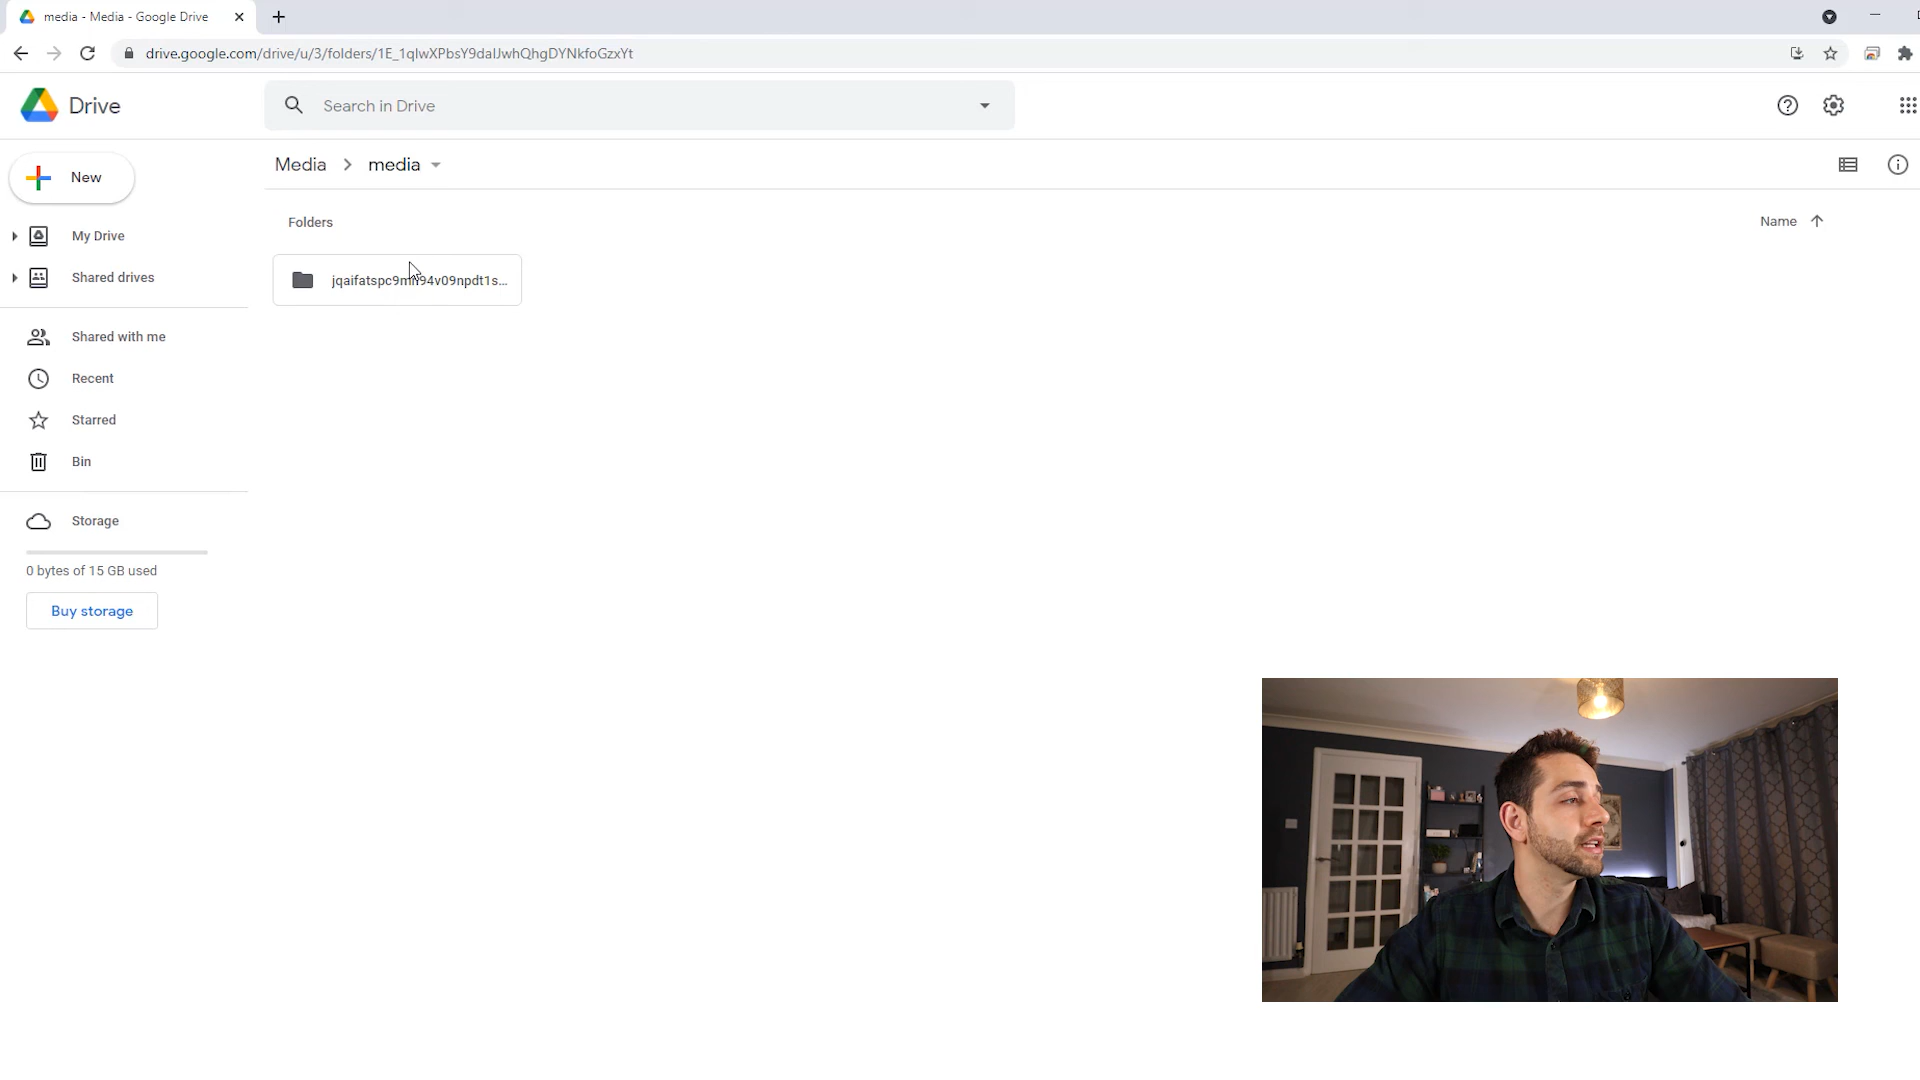 media - Media - Google Drive
drive.google.com/drive/u/3/folders/1E_1qIwXPbsY9daIJwhQhgDYNkfoGzxYt
Drive
Search in Drive
New
Media
media
My Drive
Folders
Name
Shared drives
jqaifatspc9mh94v09npdt1s...
Shared with me
Recent
Starred
Bin
Storage
0 bytes of 15 GB used
Buy storage